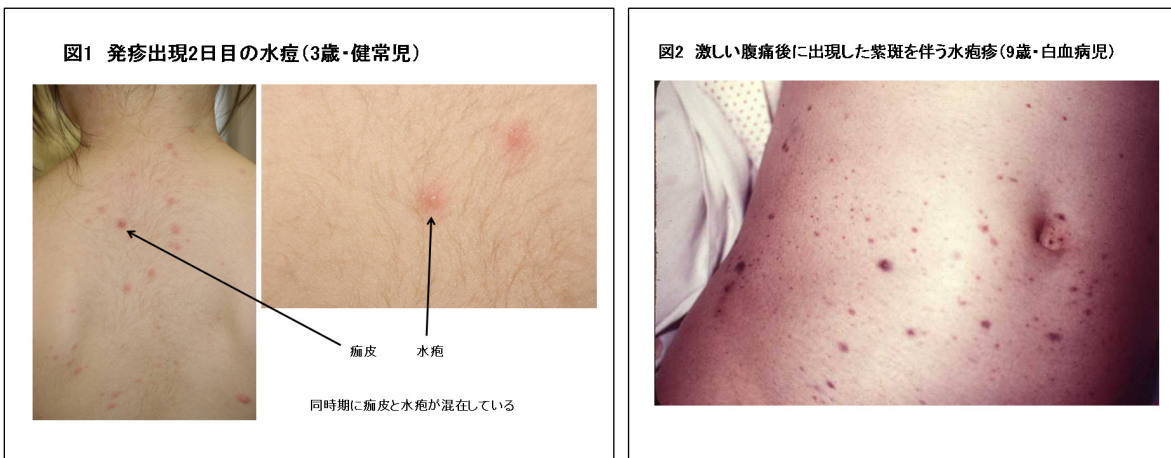 図1 発疹出現2日目の水痘(3歳・健常児)
痂皮 水疱
同時期に痂皮と水疱が混在している
図2 激しい腹痛後に出現した紫斑を伴う水疱疹(9歳・白血病児)